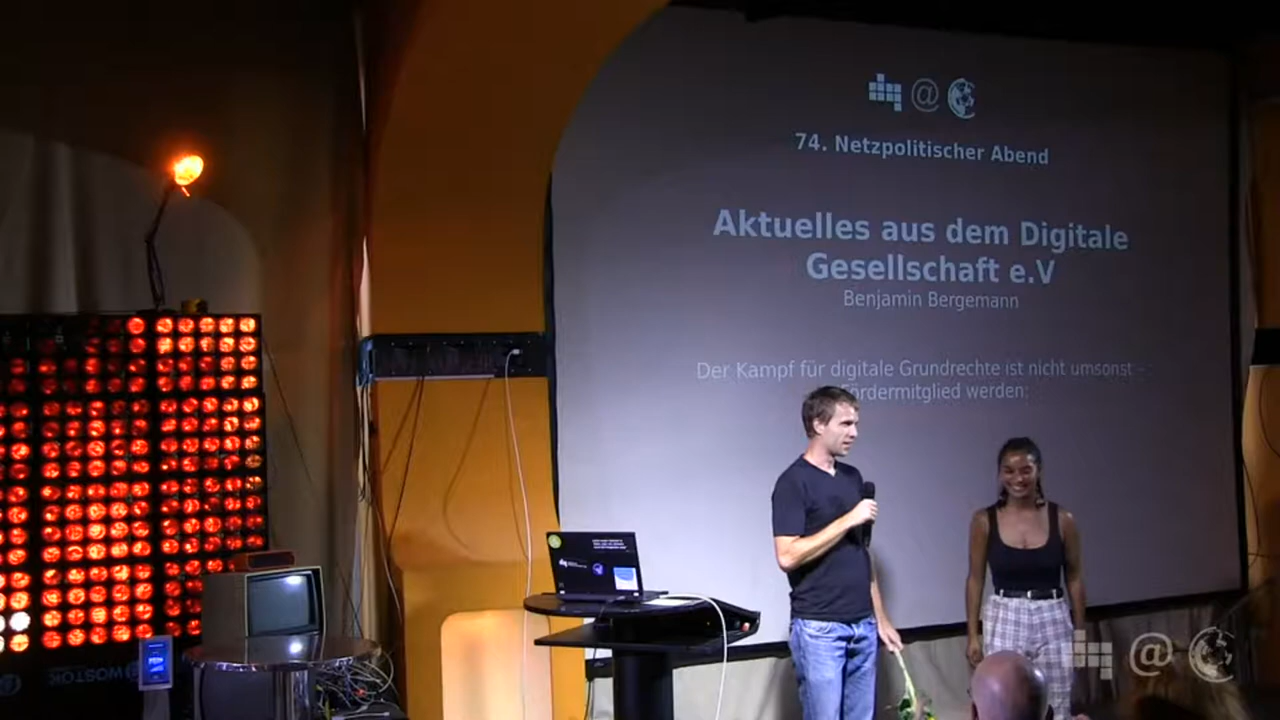 @
74. Netzpolitischer Abend
Aktuelles aus dem Digitale
Gesellschaft e.V
Benjamin Bergemann
Der Kampf für digitale Grundrechte ist nicht umsonst –
Fördermitglied werden:
WOSTOK
@